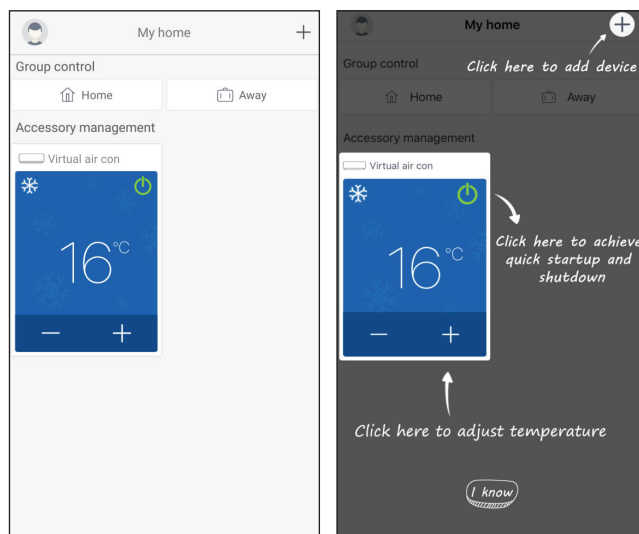 My home
Group control
Home
Away
Accessory management
Virtual air con
16°C
My home
Click here to add device
Group control
Home
Away
Accessory management
Virtual air con
16°C
Click here to achieve
quick startup and
shutdown
Click here to adjust temperature
I know